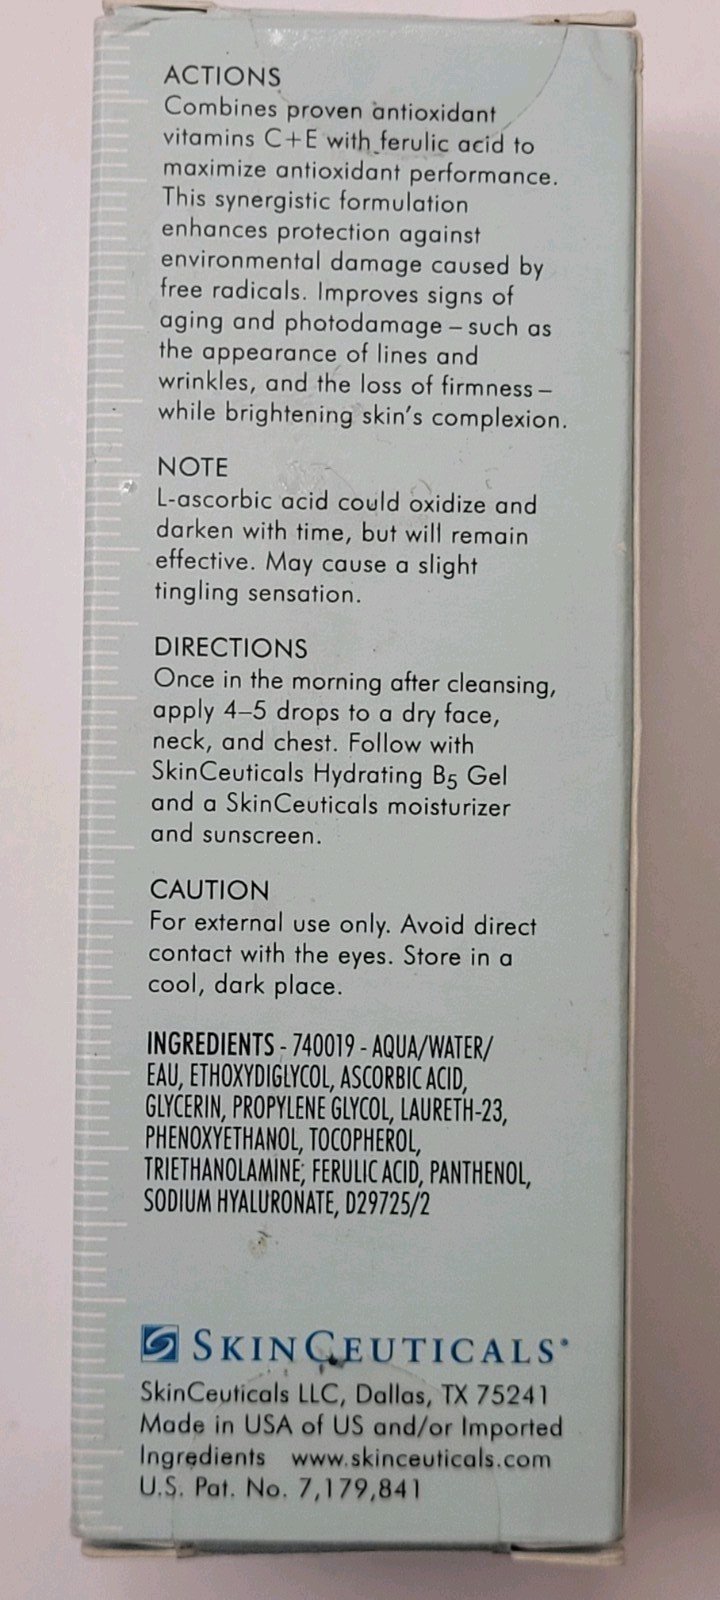 ACTIONS
Combines proven antioxidant
vitamins C+E with ferulic acid to
maximize antioxidant performance.
This synergistic formulation
enhances protection against
environmental damage caused by
free radicals. Improves signs of
aging and photodamage – such as
the appearance of lines and
wrinkles, and the loss of firmness –
while brightening skin's complexion.
NOTE
L-ascorbic acid could oxidize and
darken with time, but will remain
effective. May cause a slight
tingling sensation.
DIRECTIONS
Once in the morning after cleansing,
apply 4–5 drops to a dry face,
neck, and chest. Follow with
SkinCeuticals Hydrating B5 Gel
and a SkinCeuticals moisturizer
and sunscreen.
CAUTION
For external use only. Avoid direct
contact with the eyes. Store in a
cool, dark place.
INGREDIENTS - 740019 - AQUA/WATER/
EAU, ETHOXYDIGLYCOL, ASCORBIC ACID,
GLYCERIN, PROPYLENE GLYCOL, LAURETH-23,
PHENOXYETHANOL, TOCOPHEROL,
TRIETHANOLAMINE, FERULIC ACID, PANTHENOL,
SODIUM HYALURONATE, D29725/2
SKINCEUTICALS®
SkinCeuticals LLC, Dallas, TX 75241
Made in USA of US and/or Imported
Ingredients www.skinceuticals.com
U.S. Pat. No. 7,179,841